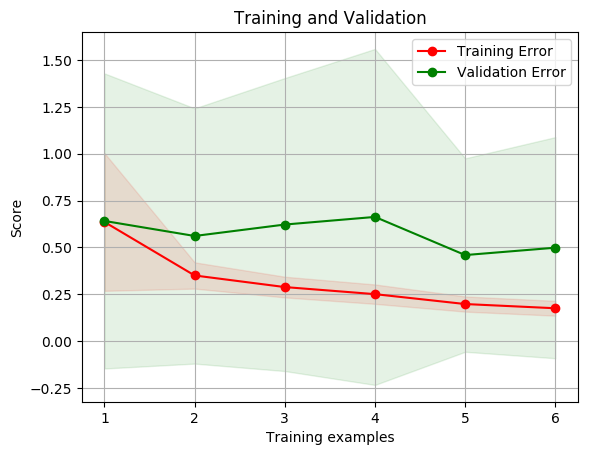 Training and Validation
Training Error
Validation Error
Score
1.50
1.25
1.00
0.75
0.50
0.25
0.00
−0.25
1 2 3 4 5 6
Training examples